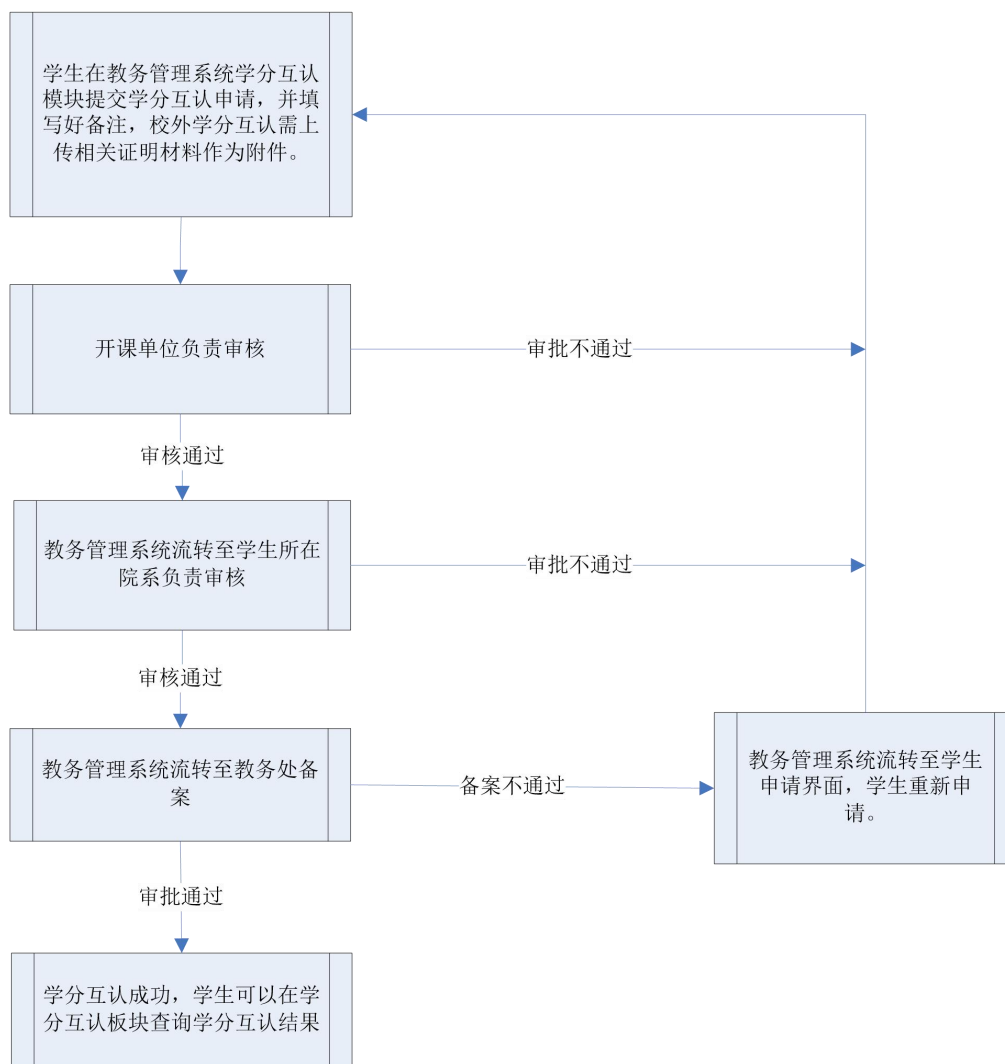 学生在教务管理系统学分互认
模块提交学分互认申请，并填
写好备注，校外学分互认需上
传相关证明材料作为附件。
开课单位负责审核
审批不通过
审核通过
教务管理系统流转至学生所在
院系负责审核
审批不通过
审核通过
教务管理系统流转至教务处备
案
备案不通过
教务管理系统流转至学生
申请界面，学生重新申
请。
审批通过
学分互认成功，学生可以在学
分互认板块查询学分互认结果